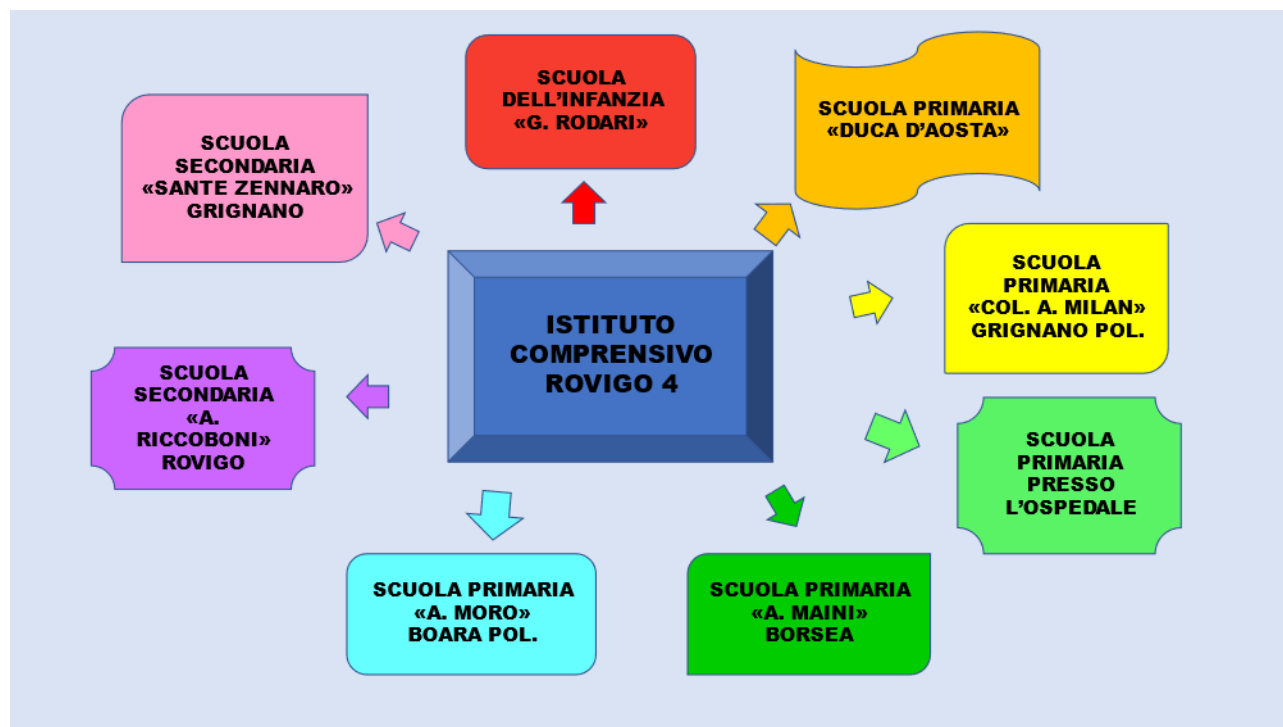 SCUOLA
DELL'INFANZIA
«G. RODARI»
SCUOLA PRIMARIA
«DUCA D'AOSTA»
SCUOLA
SECONDARIA
«SANTE ZENNARO»
GRIGNANO
SCUOLA
PRIMARIA
«COL. A. MILAN»
GRIGNANO POL.
ISTITUTO
COMPRENSIVO
ROVIGO 4
SCUOLA
SECONDARIA
«A.
RICCOBONI»
ROVIGO
SCUOLA
PRIMARIA
PRESSO
L'OSPEDALE
SCUOLA PRIMARIA
«A. MORO»
BOARA POL.
SCUOLA PRIMARIA
«A. MAINI»
BORSEA